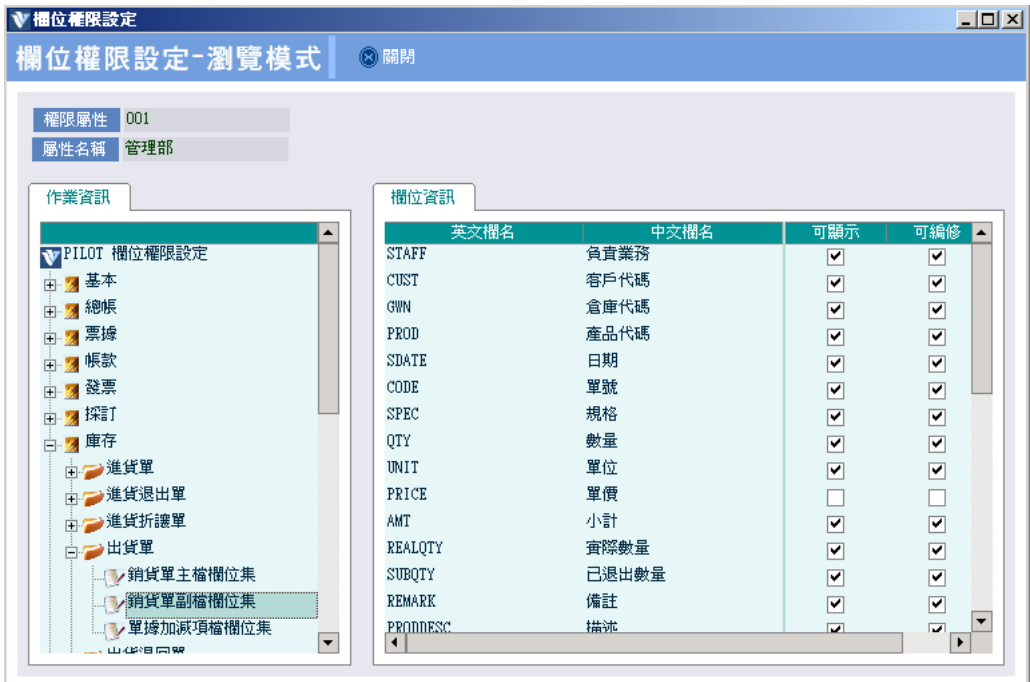 欄位權限設定
欄位權限設定-瀏覽模式 關閉
權限屬性 001
屬性名稱 管理部
作業資訊
PILOT 欄位權限設定
基本
總帳
票據
帳款
發票
採訂
庫存
進貨單
進貨退出單
進貨折讓單
出貨單
銷貨單主檔欄位集
銷貨單副檔欄位集
單據加減項檔欄位集
出貨退回單
欄位資訊
英文欄名 中文欄名 可顯示 可編修
STAFF 負責業務
CUST 客戶代碼
GWN 倉庫代碼
PROD 產品代碼
SDATE 日期
CODE 單號
SPEC 規格
QTY 數量
UNIT 單位
PRICE 單價
AMT 小計
REALQTY 實際數量
SUBQTY 已退出數量
REMARK 備註
PRODDESC 描述